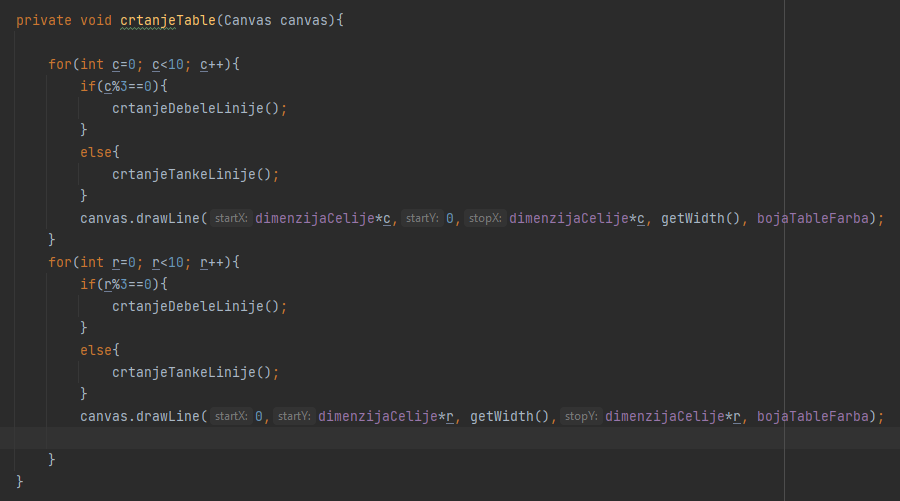 private void crtanjeTable(Canvas canvas){
for(int c=0; c<10; c++){
if(c%3==0){
crtanjeDebeleLinije();
}
else{
crtanjeTankeLinije();
}
canvas.drawLine( startX: dimenzijaCelije*c, startY: 0, stopX: dimenzijaCelije*c, getWidth(), bojaTableFarba);
}
for(int r=0; r<10; r++){
if(r%3==0){
crtanjeDebeleLinije();
}
else{
crtanjeTankeLinije();
}
canvas.drawLine( startX: 0, startY: dimenzijaCelije*r, getWidth(), stopY: dimenzijaCelije*r, bojaTableFarba);
}
}